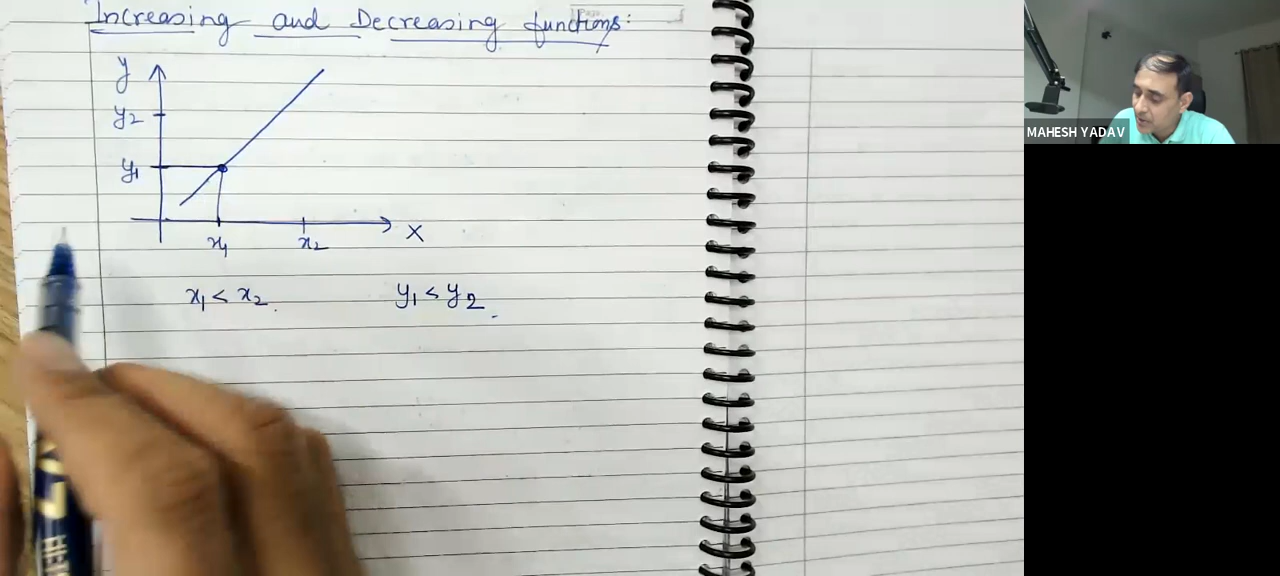 Increasing and Decreasing functions:
y
y2
y1
x1
x2
X
x1 < x2.
y1 < y2.
MAHESH YADAV